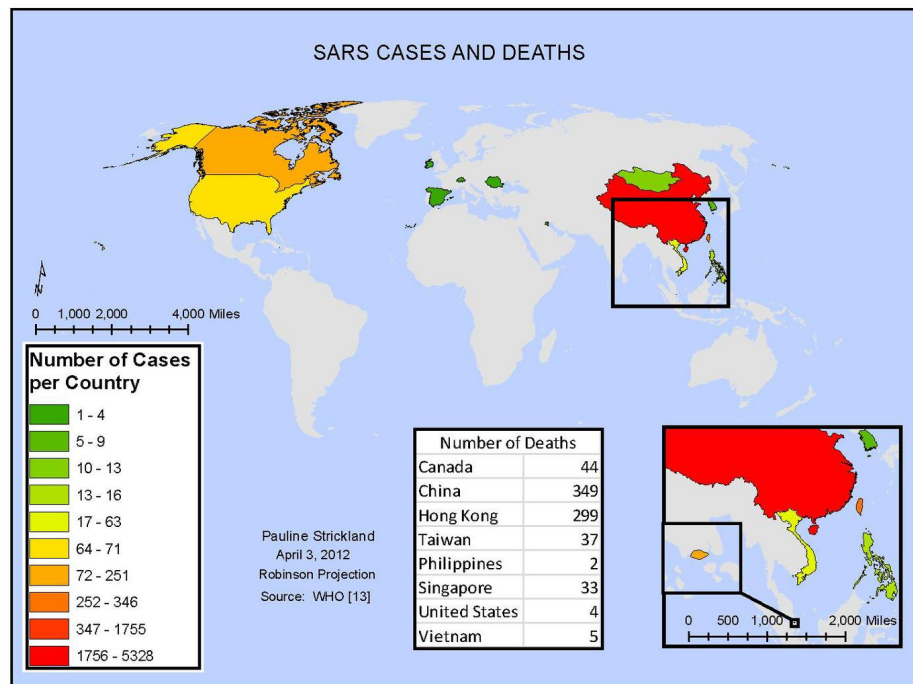 SARS CASES AND DEATHS
N
0 1,000 2,000 4,000 Miles
Number of Cases
per Country
1 - 4
5 - 9
10 - 13
13 - 16
17 - 63
64 - 71
72 - 251
252 - 346
347 - 1755
1756 - 5328
Pauline Strickland
April 3, 2012
Robinson Projection
Source: WHO [13]
Number of Deaths
Canada 44
China 349
Hong Kong 299
Taiwan 37
Philippines 2
Singapore 33
United States 4
Vietnam 5
0 500 1,000 2,000 Miles